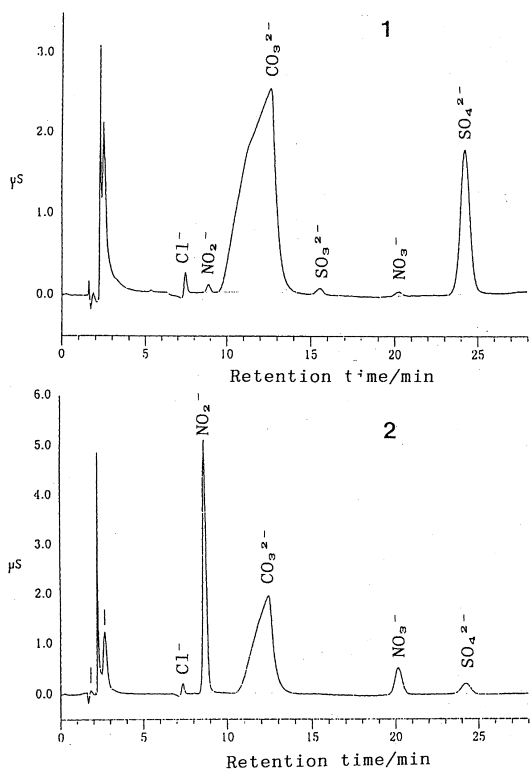 1
3.0
2.0
µS
1.0
0.0
Cl⁻
NO₂⁻
CO₃²⁻
SO₃²⁻
NO₃⁻
SO₄²⁻
0 5 10 15 20 25
Retention time/min
2
6.0
5.0
4.0
3.0
µS
2.0
1.0
0.0
Cl⁻
NO₂⁻
CO₃²⁻
NO₃⁻
SO₄²⁻
0 5 10 15 20 25
Retention time/min